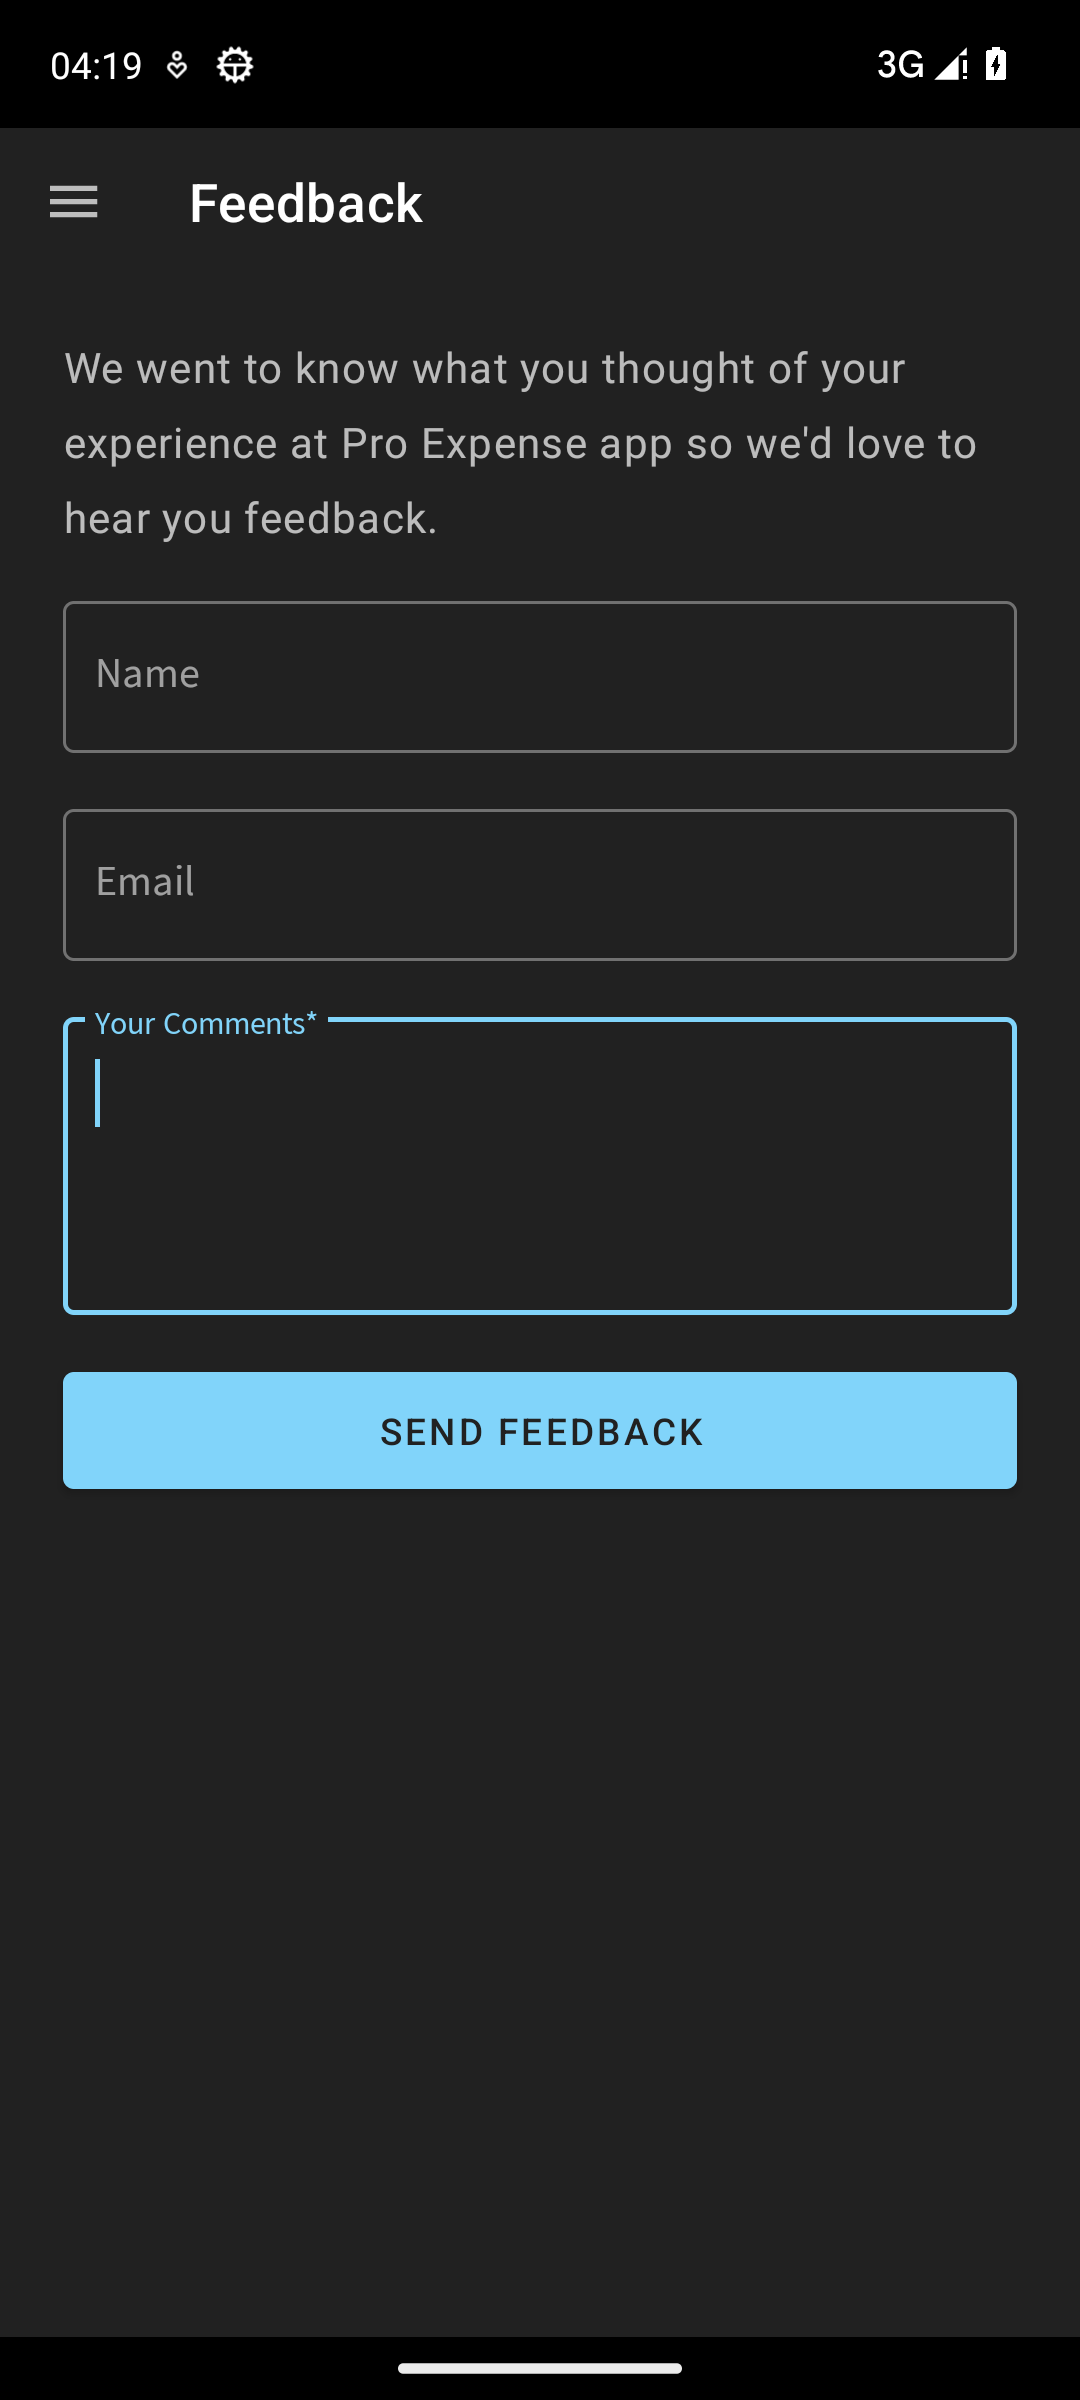 04:19
3G
Feedback
We went to know what you thought of your
experience at Pro Expense app so we'd love to
hear you feedback.
Name
Email
Your Comments*
SEND FEEDBACK